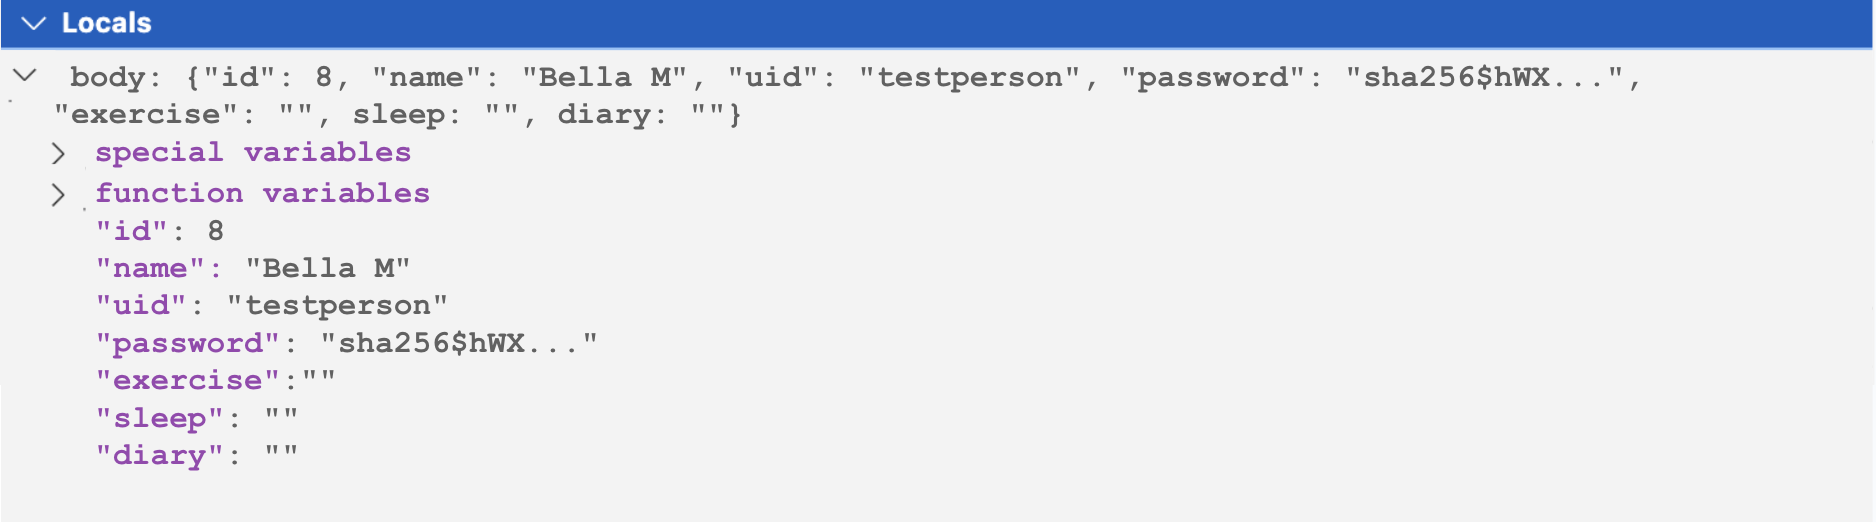 Locals
body: {"id": 8, "name": "Bella M", "uid": "testperson", "password": "sha256$hWX...",
"exercise": "", sleep: "", diary: ""}
special variables
function variables
"id": 8
"name": "Bella M"
"uid": "testperson"
"password": "sha256$hWX..."
"exercise":""
"sleep": ""
"diary": ""